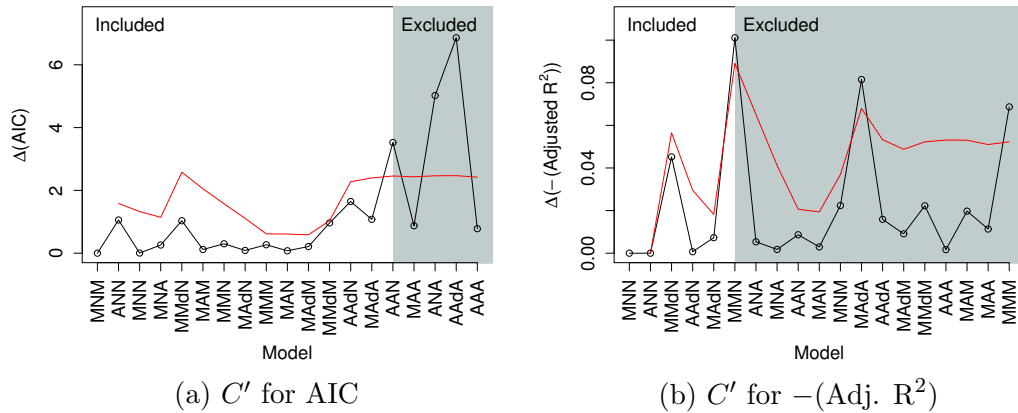 Included
Excluded
Δ(AIC)
0
2
4
6
MNM
ANN
MNN
MNA
MMdN
MAM
MMN
MAdN
MMM
MAN
MAdM
MMdM
AAdN
MAdA
AAN
MAA
ANA
AAdA
AAA
Model
(a) C′ for AIC
Included
Excluded
Δ(−(Adjusted R²))
0.00
0.04
0.08
MNN
ANN
MMdN
AAdN
MAdN
MMN
ANA
MNA
AAN
MAN
MNM
MAdA
AAdA
MAdM
MMdM
AAA
MAM
MAA
MMM
Model
(b) C′ for −(Adj. R²)